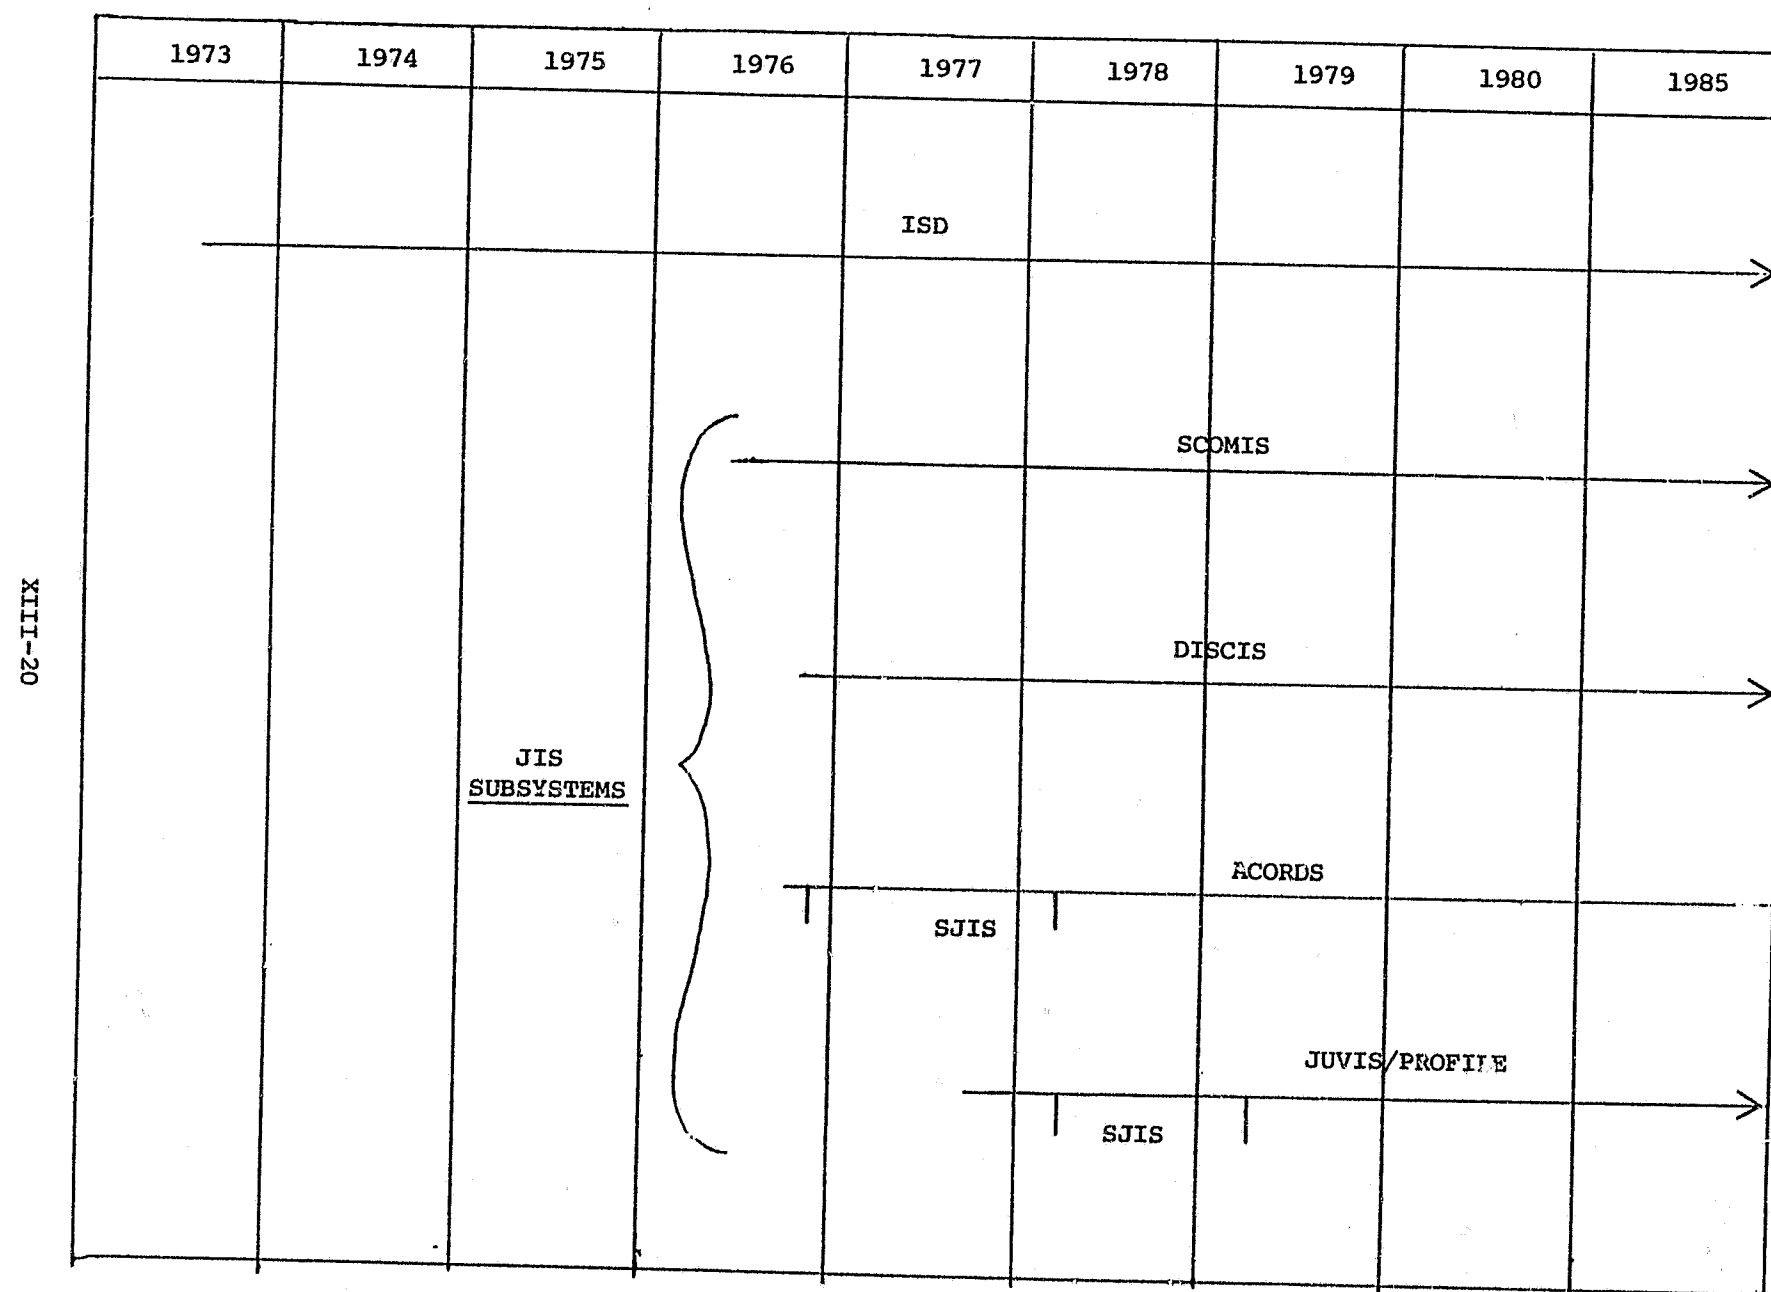 1973 1974 1975 1976 1977 1978 1979 1980 1985
ISD
SCOMIS
DISCIS
JIS
SUBSYSTEMS
ACORDS
SJIS
JUVIS/PROFILE
SJIS
XIII-20